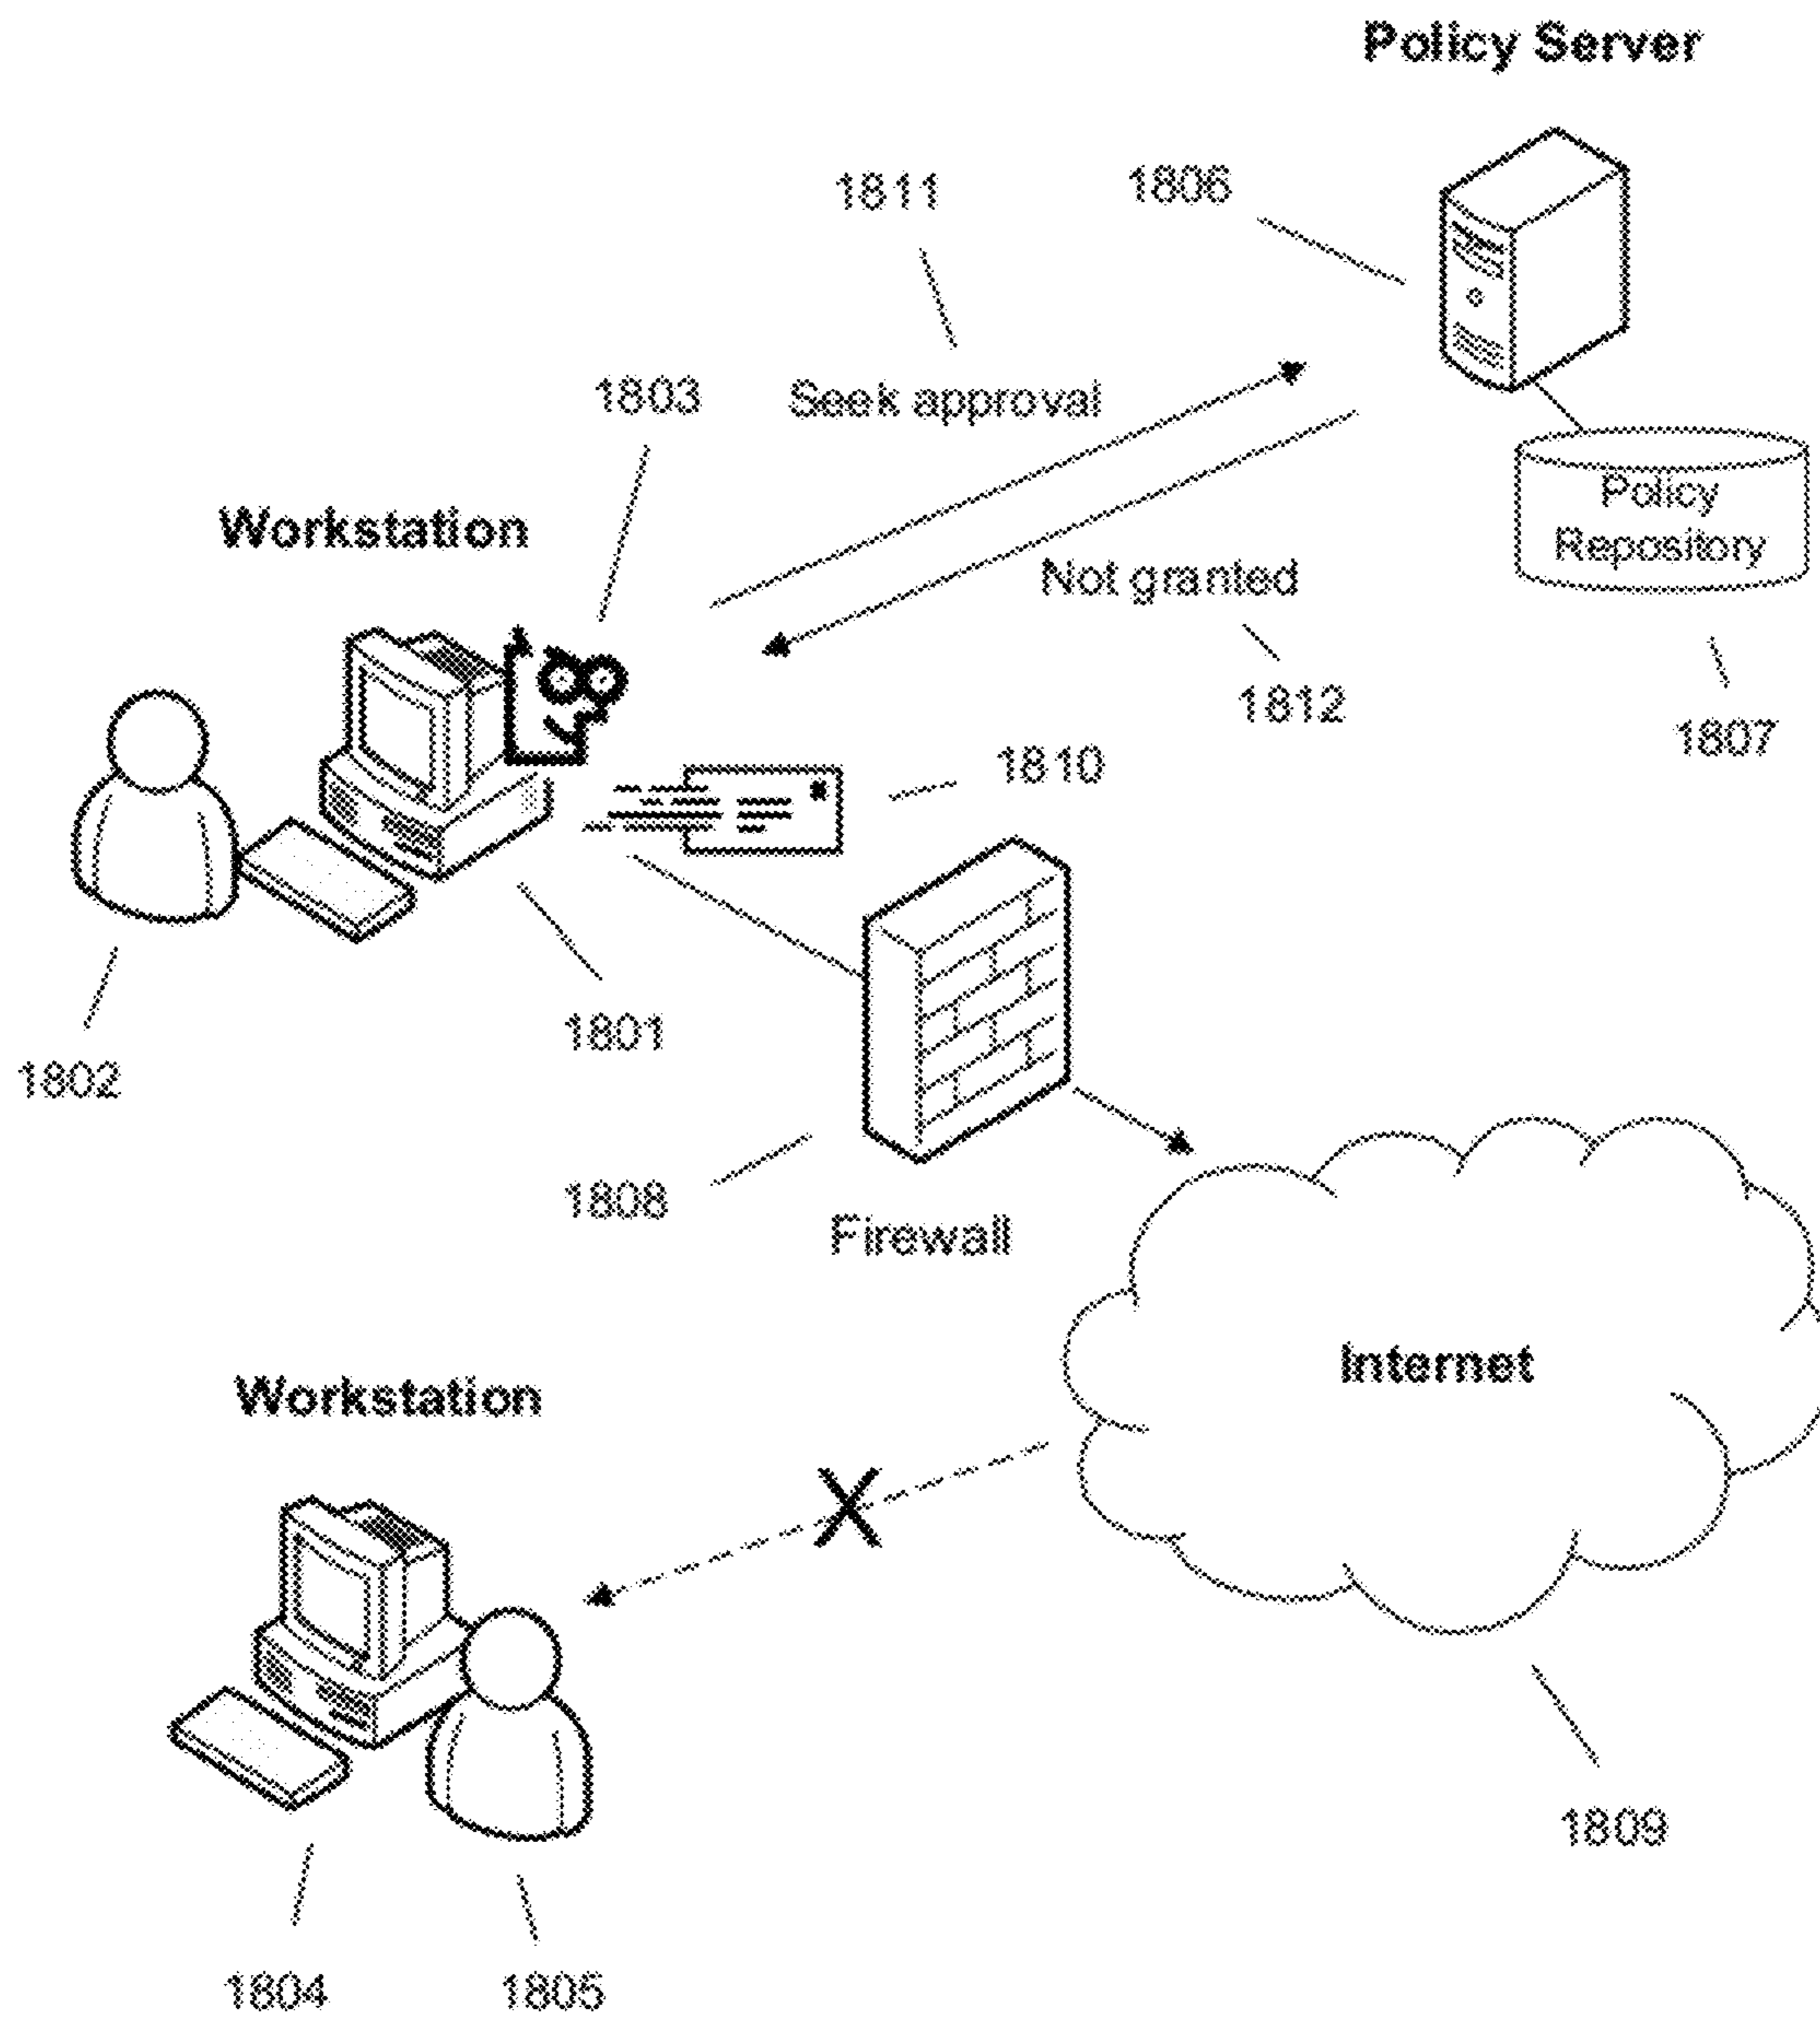 Policy Server
1811
1806
1803
Seek approval
Policy
Repository
Workstation
Not granted
1812
1807
1810
1801
1802
1808
Firewall
Internet
Workstation
X
1809
1804
1805